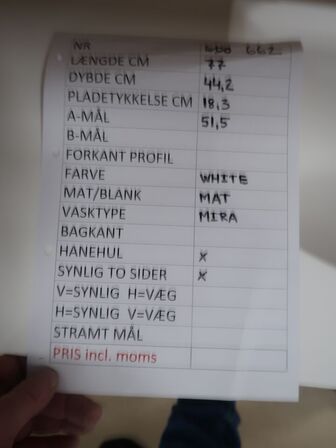 NR 662
LÆNGDE CM 77
DYBDE CM 44,2
PLADETYKKELSE CM 18,3
A-MÅL 51,5
B-MÅL
FORKANT PROFIL
FARVE WHITE
MAT/BLANK MAT
VASKTYPE MIRA
BAGKANT
HANEHUL x
SYNLIG TO SIDER x
V=SYNLIG H=VÆG
H=SYNLIG V=VÆG
STRAMT MÅL
PRIS incl. moms